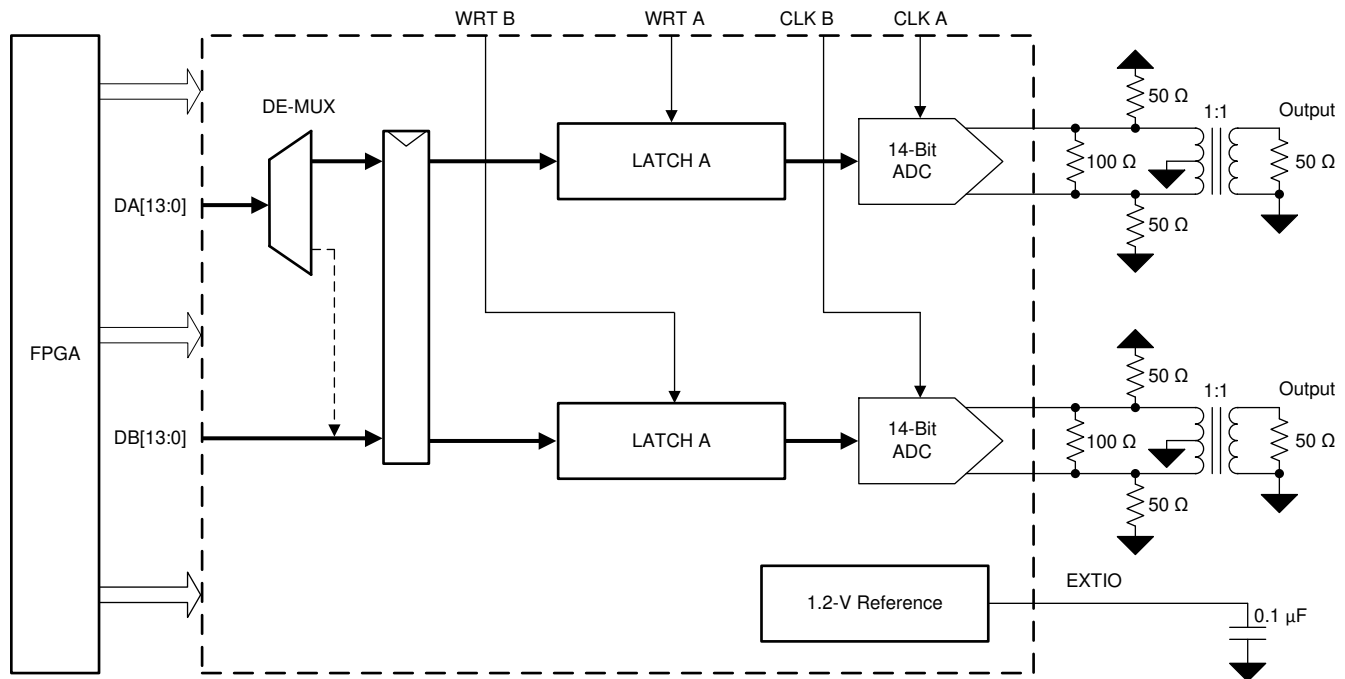 WRT B
WRT A
CLK B
CLK A
DE-MUX
50 Ω
1:1
Output
LATCH A
14-Bit
ADC
100 Ω
50 Ω
DA[13:0]
50 Ω
FPGA
50 Ω
1:1
Output
DB[13:0]
LATCH A
14-Bit
ADC
100 Ω
50 Ω
50 Ω
EXTIO
1.2-V Reference
0.1 µF